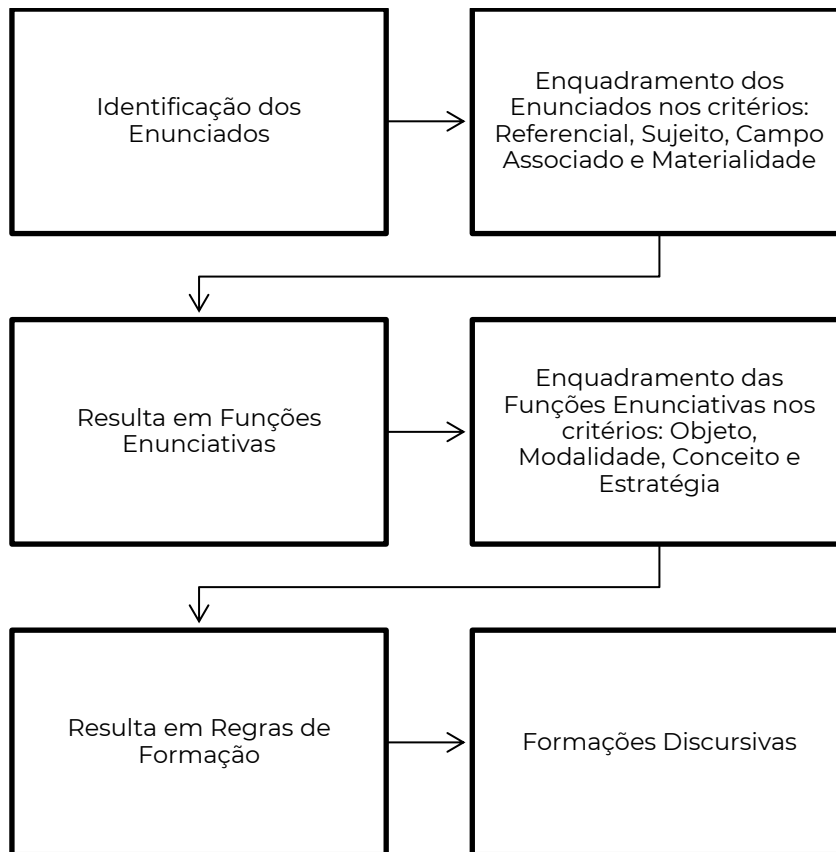 Identificação dos
Enunciados
Enquadramento dos
Enunciados nos critérios:
Referencial, Sujeito, Campo
Associado e Materialidade
Resulta em Funções
Enunciativas
Enquadramento das
Funções Enunciativas nos
critérios: Objeto,
Modalidade, Conceito e
Estratégia
Resulta em Regras de
Formação
Formações Discursivas